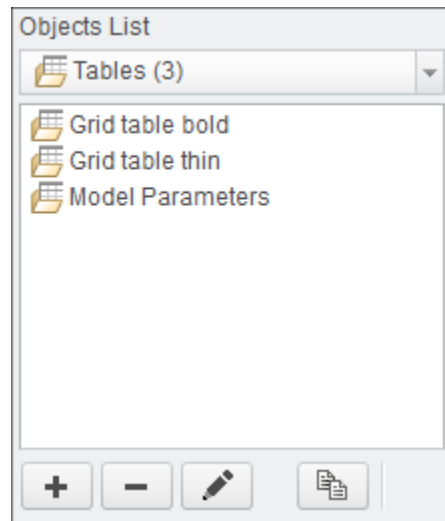 Objects List
Tables (3)
Grid table bold
Grid table thin
Model Parameters